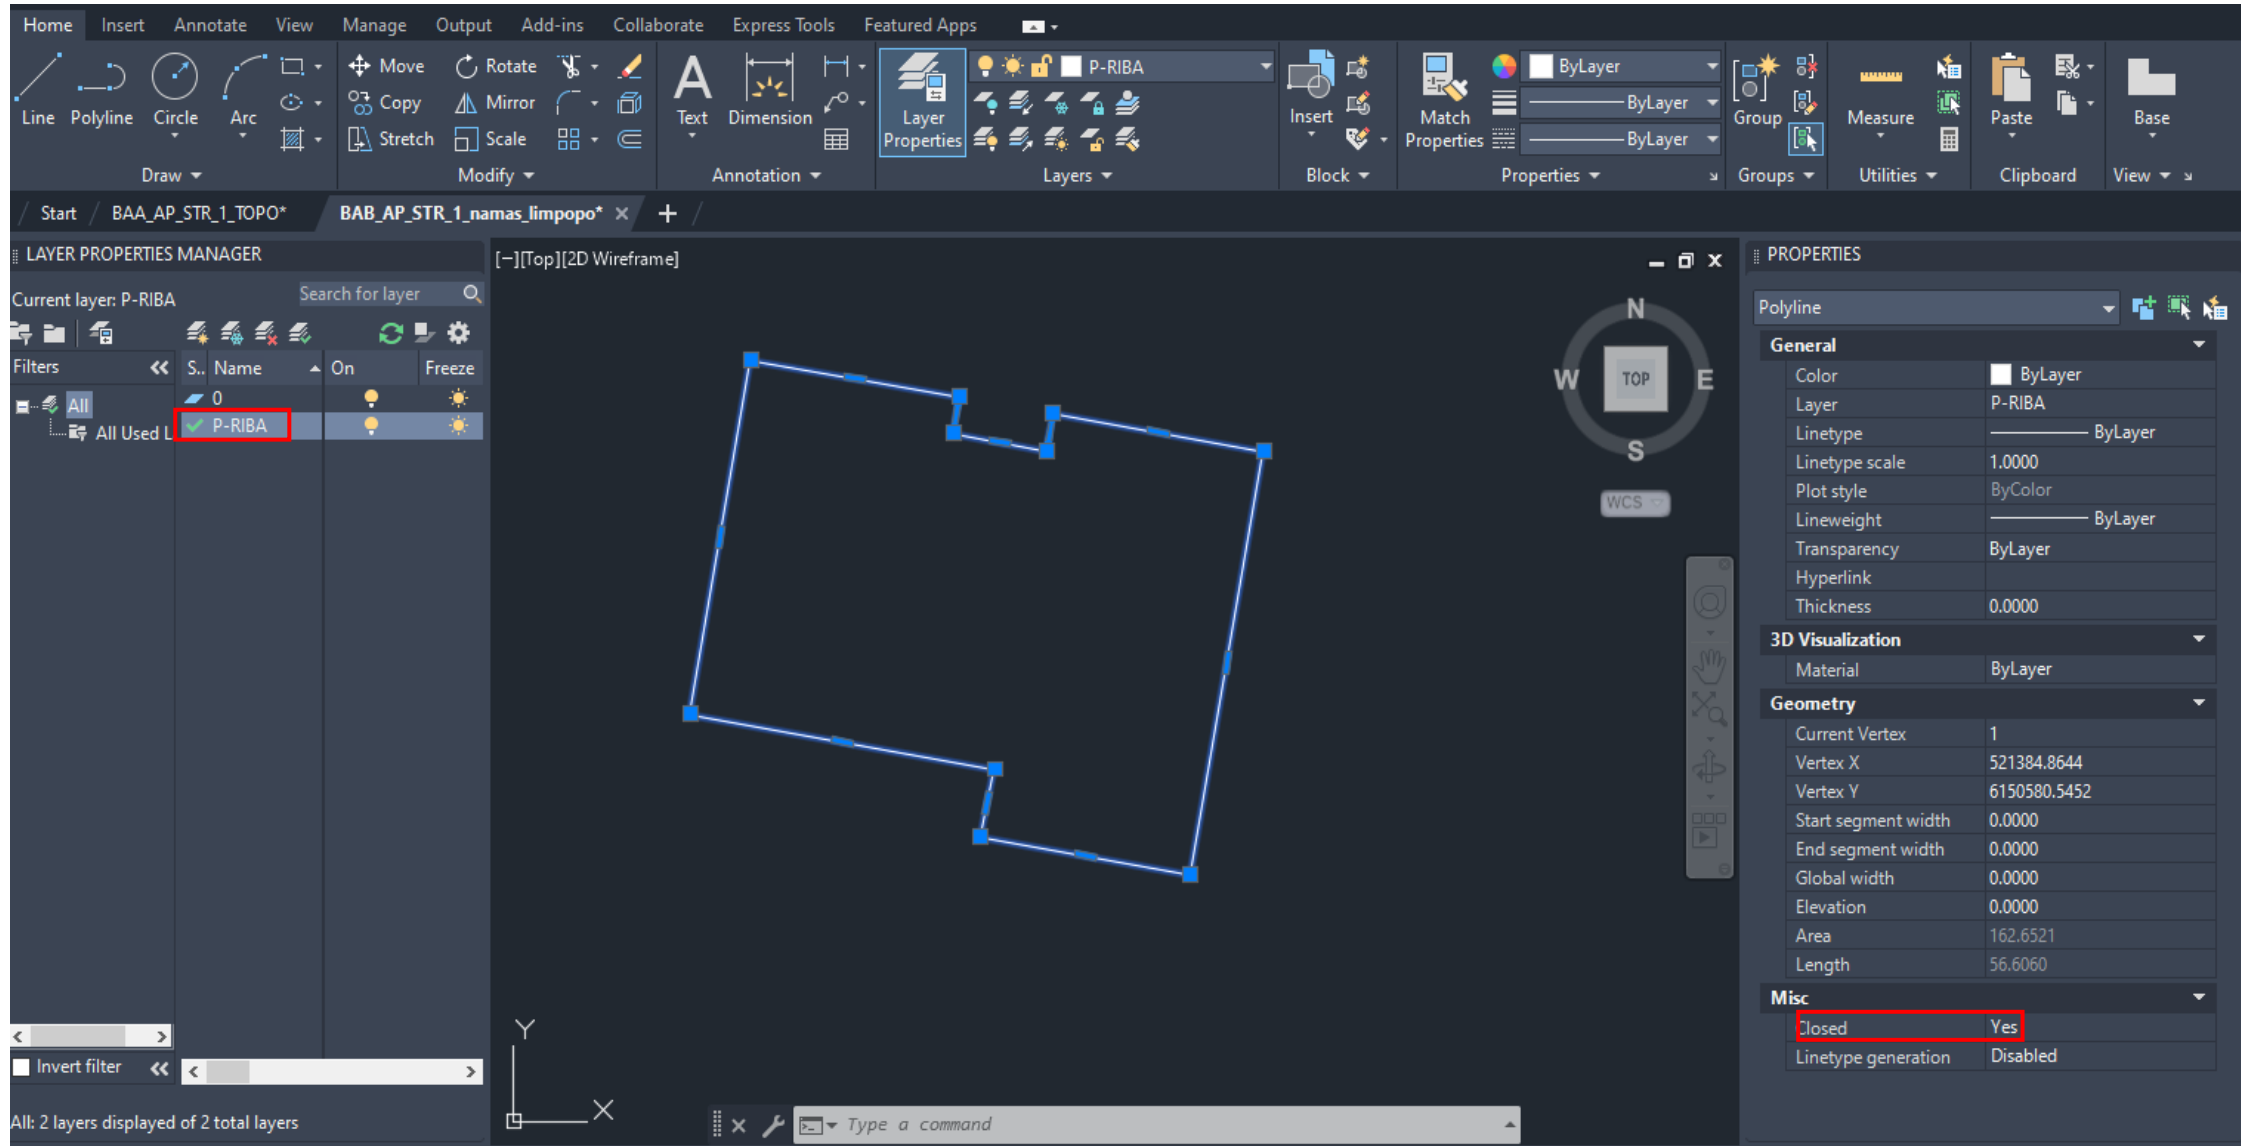 Home Insert Annotate View Manage Output Add-ins Collaborate Express Tools Featured Apps
Line Polyline Circle Arc
Draw
Move Rotate
Copy Mirror
Stretch Scale
Modify
Text Dimension
Annotation
Layer Properties
P-RIBA
Layers
Insert
Block
Match Properties
ByLayer
ByLayer
ByLayer
Properties
Group
Groups
Measure
Utilities
Paste
Clipboard
Base
View
Start BAA_AP_STR_1_TOPO* BAB_AP_STR_1_namas_limpopo*
LAYER PROPERTIES MANAGER
Current layer: P-RIBA Search for layer
Filters S.. Name On Freeze
All 0
All Used L P-RIBA
Invert filter
All: 2 layers displayed of 2 total layers
[−][Top][2D Wireframe]
N
W TOP E
S
WCS
Y
X
Type a command
PROPERTIES
Polyline
General
Color ByLayer
Layer P-RIBA
Linetype ByLayer
Linetype scale 1.0000
Plot style ByColor
Lineweight ByLayer
Transparency ByLayer
Hyperlink
Thickness 0.0000
3D Visualization
Material ByLayer
Geometry
Current Vertex 1
Vertex X 521384.8644
Vertex Y 6150580.5452
Start segment width 0.0000
End segment width 0.0000
Global width 0.0000
Elevation 0.0000
Area 162.6521
Length 56.6060
Misc
Closed Yes
Linetype generation Disabled